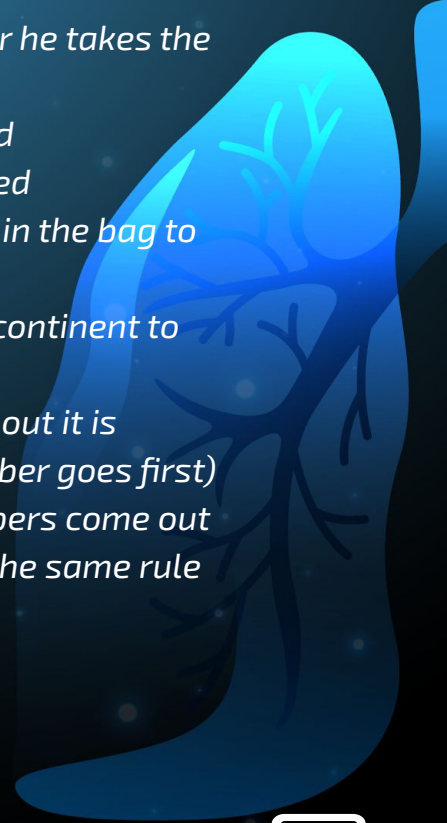 r he takes the
d
ed
in the bag to
continent to
out it is
ber goes first)
bers come out
he same rule